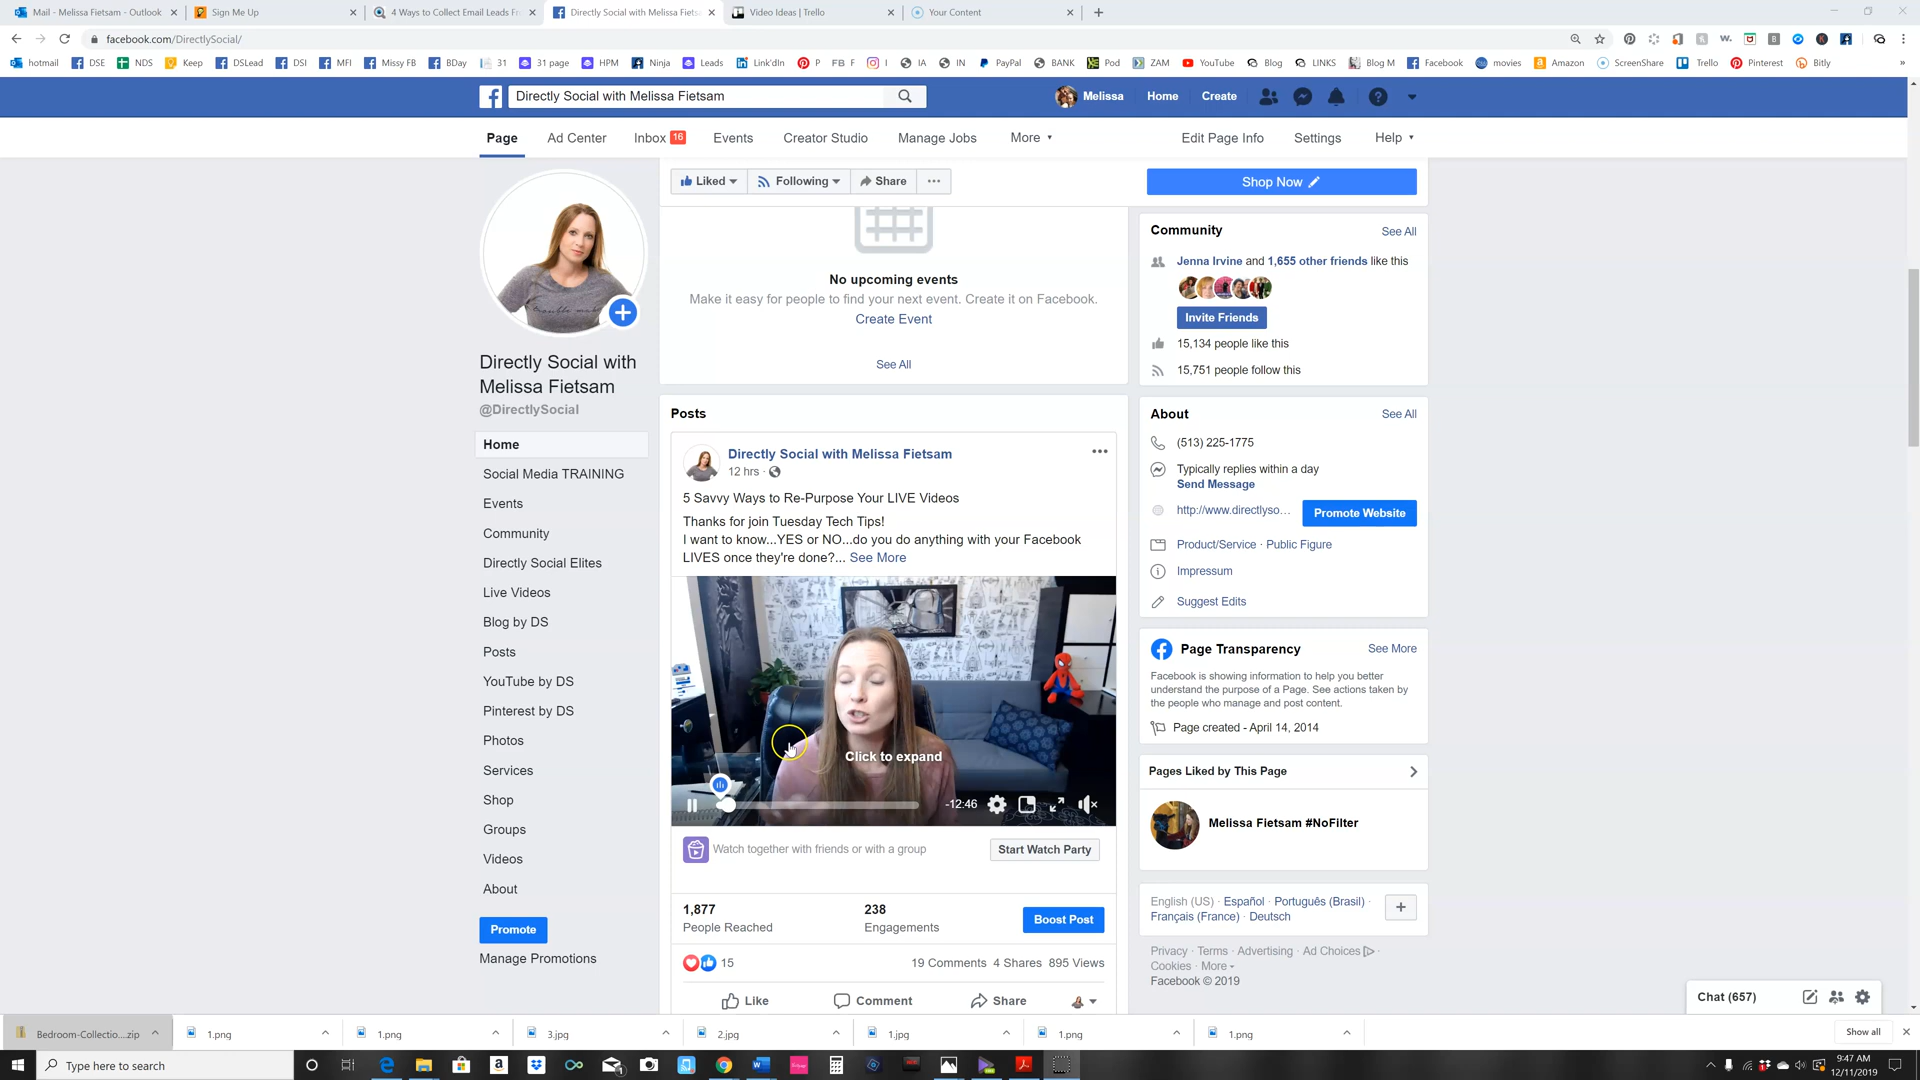 Mail - Melissa Fietsam - Outlook
Sign Me Up
4 Ways to Collect Email Leads Fr
Directly Social with Melissa Fiets
Video Ideas | Trello
Your Content
facebook.com/DirectlySocial/
hotmail
DSE
NDS
Keep
DSLead
DSI
MFI
Missy FB
BDay
31
31 page
HPM
Ninja
Leads
Link'dIn
P
FB F
I
IA
IN
PayPal
BANK
Pod
ZAM
YouTube
Blog
LINKS
Blog M
Facebook
movies
Amazon
ScreenShare
Trello
Pinterest
Bitly
Directly Social with Melissa Fietsam
Melissa
Home
Create
Page
Ad Center
Inbox 16
Events
Creator Studio
Manage Jobs
More
Edit Page Info
Settings
Help
Directly Social with
Melissa Fietsam
@DirectlySocial
Home
Social Media TRAINING
Events
Community
Directly Social Elites
Live Videos
Blog by DS
Posts
YouTube by DS
Pinterest by DS
Photos
Services
Shop
Groups
Videos
About
Promote
Manage Promotions
Liked
Following
Share
Shop Now
No upcoming events
Make it easy for people to find your next event. Create it on Facebook.
Create Event
See All
Posts
Directly Social with Melissa Fietsam
12 hrs ·
5 Savvy Ways to Re-Purpose Your LIVE Videos
Thanks for join Tuesday Tech Tips!
I want to know...YES or NO...do you do anything with your Facebook
LIVES once they're done?... See More
Click to expand
-12:46
Watch together with friends or with a group
Start Watch Party
1,877
People Reached
238
Engagements
Boost Post
15
19 Comments 4 Shares 895 Views
Like
Comment
Share
Community
See All
Jenna Irvine and 1,655 other friends like this
Invite Friends
15,134 people like this
15,751 people follow this
About
See All
(513) 225-1775
Typically replies within a day
Send Message
http://www.directlyso...
Promote Website
Product/Service · Public Figure
Impressum
Suggest Edits
Page Transparency
See More
Facebook is showing information to help you better
understand the purpose of a Page. See actions taken by
the people who manage and post content.
Page created - April 14, 2014
Pages Liked by This Page
Melissa Fietsam #NoFilter
English (US) · Español · Português (Brasil) ·
Français (France) · Deutsch
Privacy · Terms · Advertising · Ad Choices ·
Cookies · More
Facebook © 2019
Chat (657)
Bedroom-Collectio....zip
1.png
1.png
3.jpg
2.jpg
1.jpg
1.png
1.png
Show all
Type here to search
9:47 AM
12/11/2019